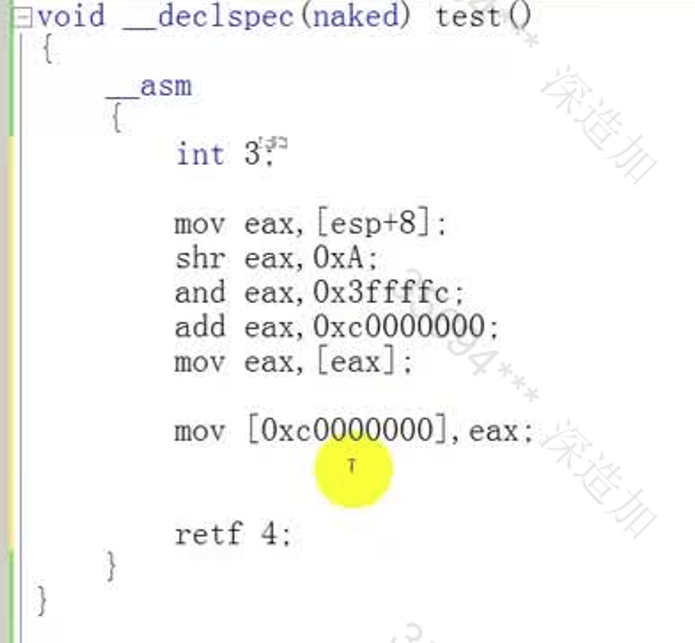 void __declspec(naked) test()
{
__asm
{
int 3;
mov eax,[esp+8];
shr eax,0xA;
and eax,0x3ffffc;
add eax,0xc0000000;
mov eax,[eax];
mov [0xc0000000],eax;
retf 4;
}
}
深造加
94***
深造加